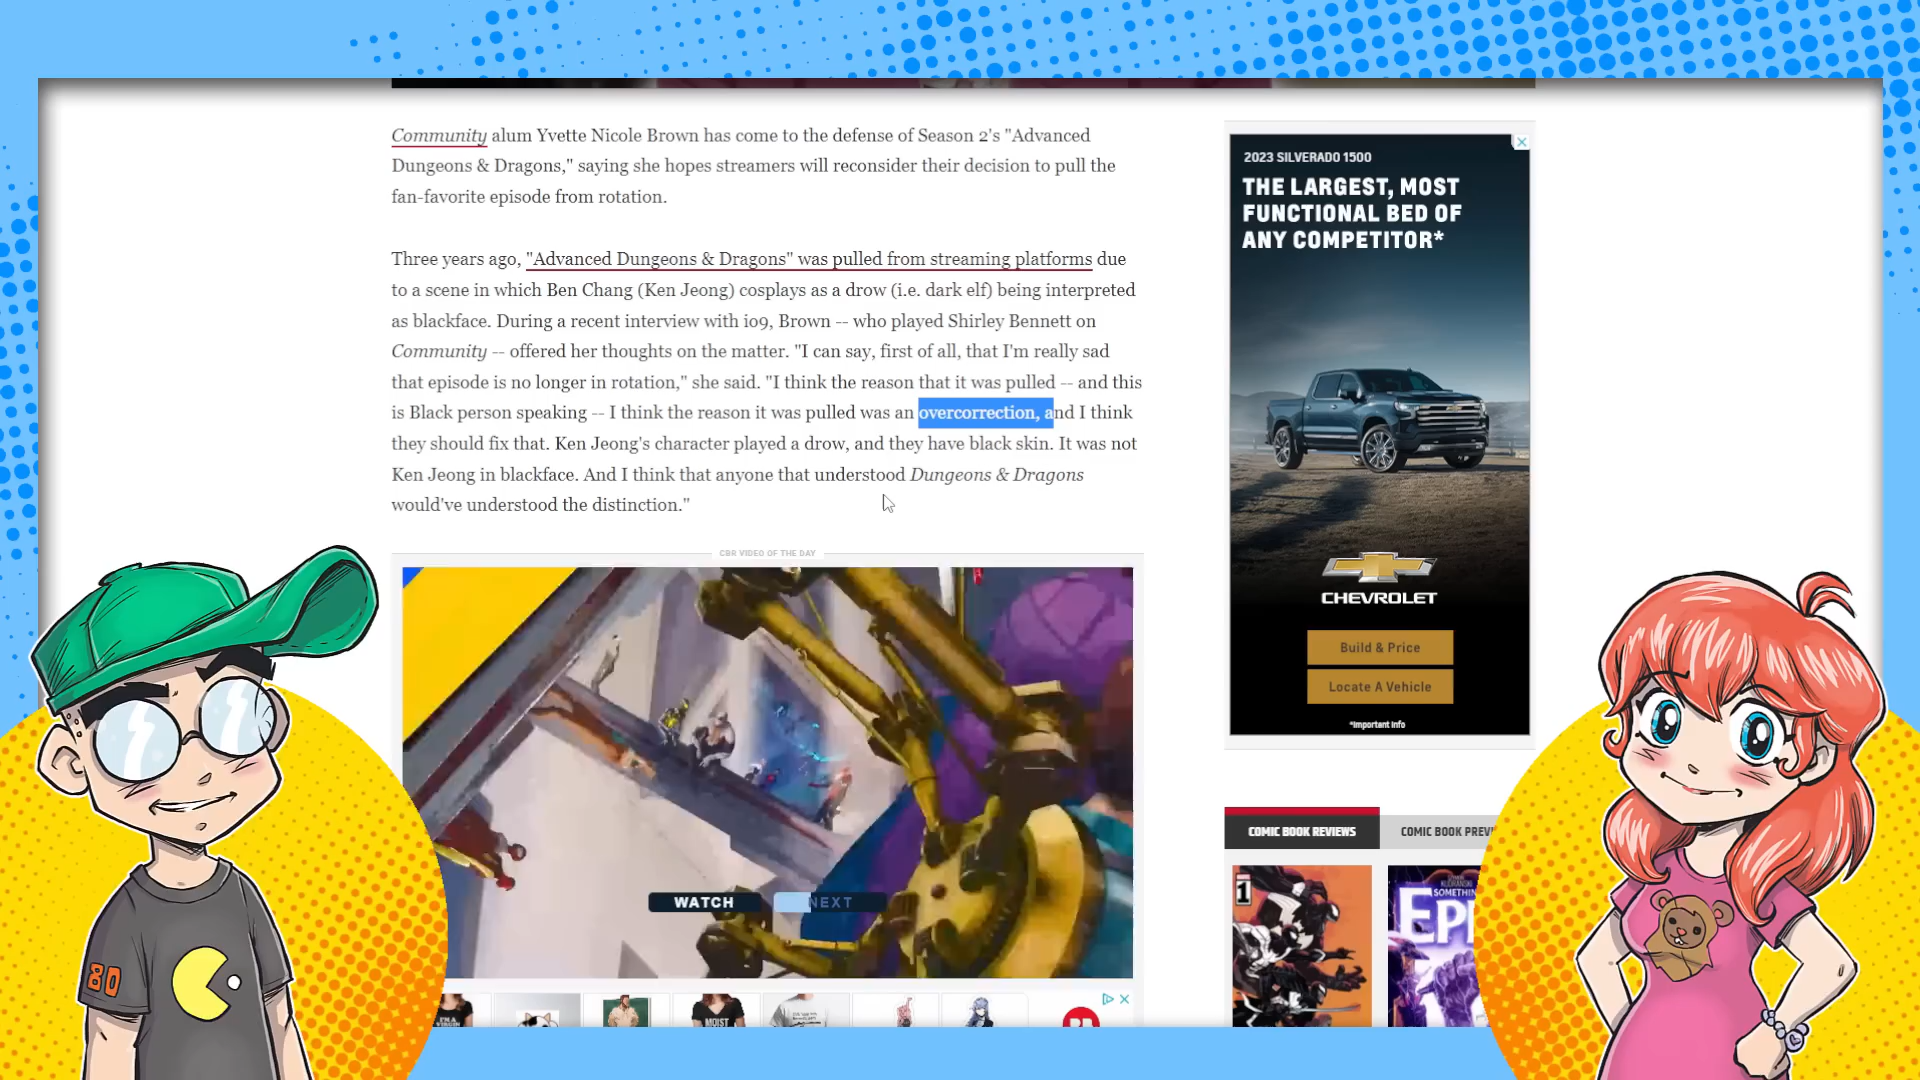 Community alum Yvette Nicole Brown has come to the defense of Season 2's "Advanced
Dungeons & Dragons," saying she hopes streamers will reconsider their decision to pull the
fan-favorite episode from rotation.
Three years ago, "Advanced Dungeons & Dragons" was pulled from streaming platforms due
to a scene in which Ben Chang (Ken Jeong) cosplays as a drow (i.e. dark elf) being interpreted
as blackface. During a recent interview with io9, Brown -- who played Shirley Bennett on
Community -- offered her thoughts on the matter. "I can say, first of all, that I'm really sad
that episode is no longer in rotation," she said. "I think the reason that it was pulled -- and this
is Black person speaking -- I think the reason it was pulled was an overcorrection, and I think
they should fix that. Ken Jeong's character played a drow, and they have black skin. It was not
Ken Jeong in blackface. And I think that anyone that understood Dungeons & Dragons
would've understood the distinction."
CBR VIDEO OF THE DAY
WATCH
NEXT
2023 SILVERADO 1500
THE LARGEST, MOST
FUNCTIONAL BED OF
ANY COMPETITOR*
CHEVROLET
Build & Price
Locate A Vehicle
*Important Info
COMIC BOOK REVIEWS
COMIC BOOK PREV
1
SOMETHIN
EPI
80
I'M A
VIRGIN
MOIST